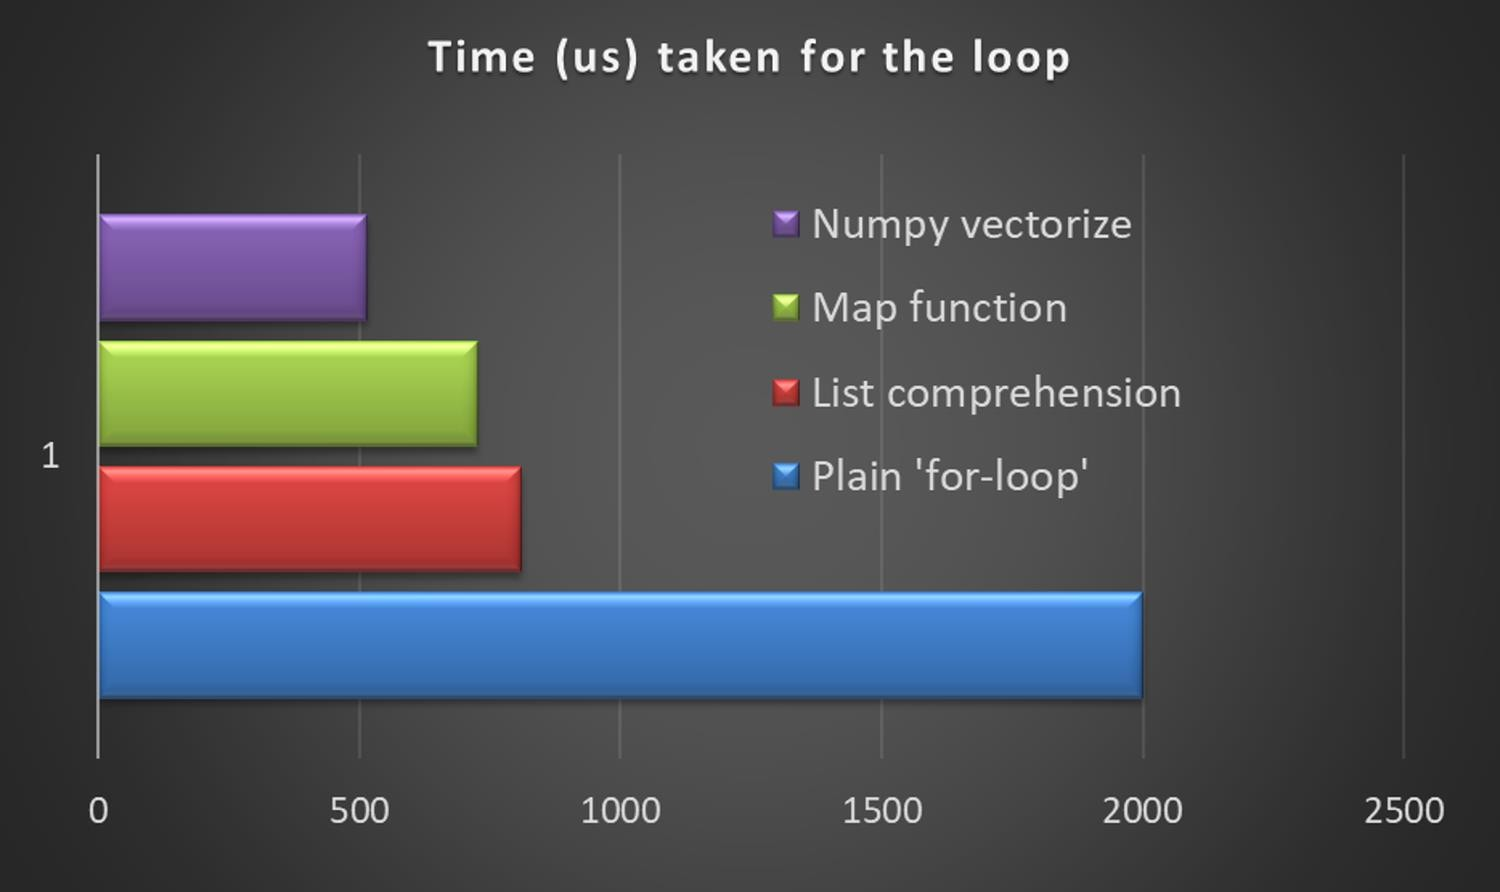 Time (us) taken for the loop
Numpy vectorize
Map function
List comprehension
Plain 'for-loop'
1
0 500 1000 1500 2000 2500